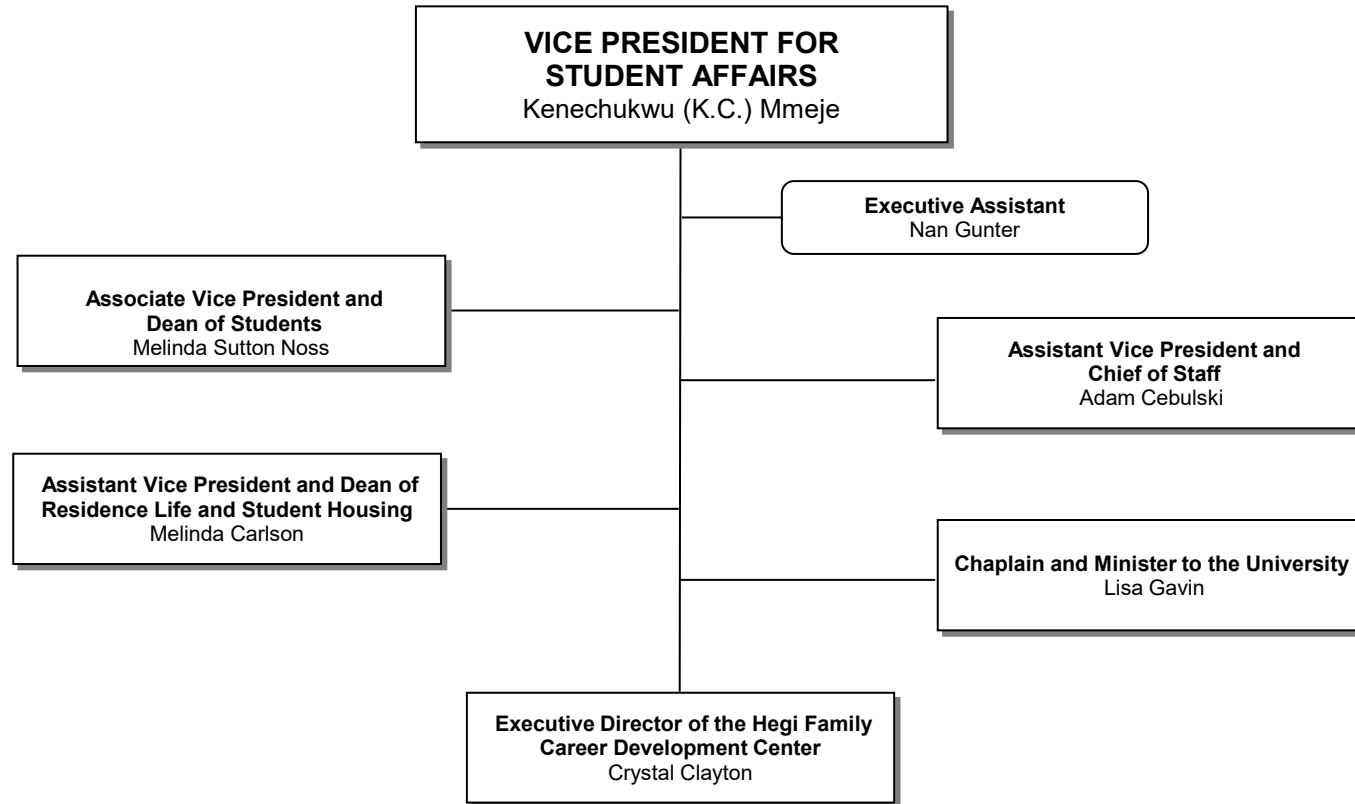 VICE PRESIDENT FOR
STUDENT AFFAIRS
Kenechukwu (K.C.) Mmeje
Executive Assistant
Nan Gunter
Associate Vice President and
Dean of Students
Melinda Sutton Noss
Assistant Vice President and
Chief of Staff
Adam Cebulski
Assistant Vice President and Dean of
Residence Life and Student Housing
Melinda Carlson
Chaplain and Minister to the University
Lisa Gavin
Executive Director of the Hegi Family
Career Development Center
Crystal Clayton